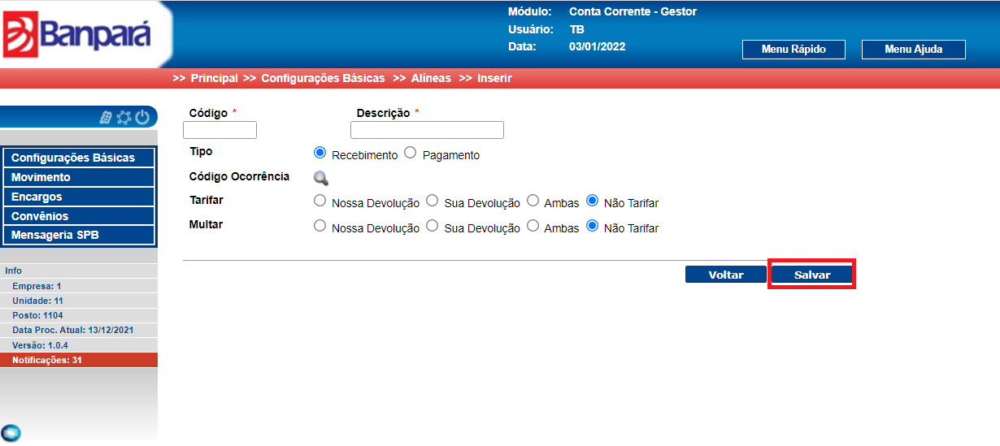 Banpará
Módulo: Conta Corrente - Gestor
Usuário: TB
Data: 03/01/2022
Menu Rápido Menu Ajuda
>> Principal >> Configurações Básicas >> Alíneas >> Inserir
Configurações Básicas
Movimento
Encargos
Convênios
Mensageria SPB
Info
Empresa: 1
Unidade: 11
Posto: 1104
Data Proc. Atual: 13/12/2021
Versão: 1.0.4
Notificações: 31
Código * Descrição *
Tipo Recebimento Pagamento
Código Ocorrência
Tarifar Nossa Devolução Sua Devolução Ambas Não Tarifar
Multar Nossa Devolução Sua Devolução Ambas Não Tarifar
Voltar Salvar